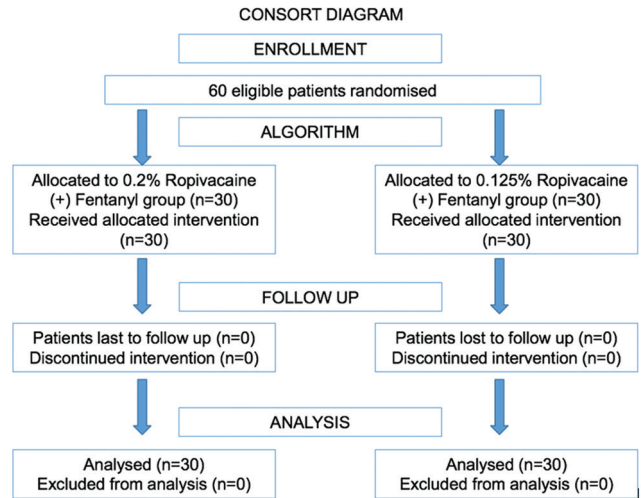 CONSORT DIAGRAM
ENROLLMENT
60 eligible patients randomised
ALGORITHM
Allocated to 0.2% Ropivacaine
(+) Fentanyl group (n=30)
Received allocated intervention
(n=30)
Allocated to 0.125% Ropivacaine
(+) Fentanyl group (n=30)
Received allocated intervention
(n=30)
FOLLOW UP
Patients last to follow up (n=0)
Discontinued intervention (n=0)
Patients lost to follow up (n=0)
Discontinued intervention (n=0)
ANALYSIS
Analysed (n=30)
Excluded from analysis (n=0)
Analysed (n=30)
Excluded from analysis (n=0)